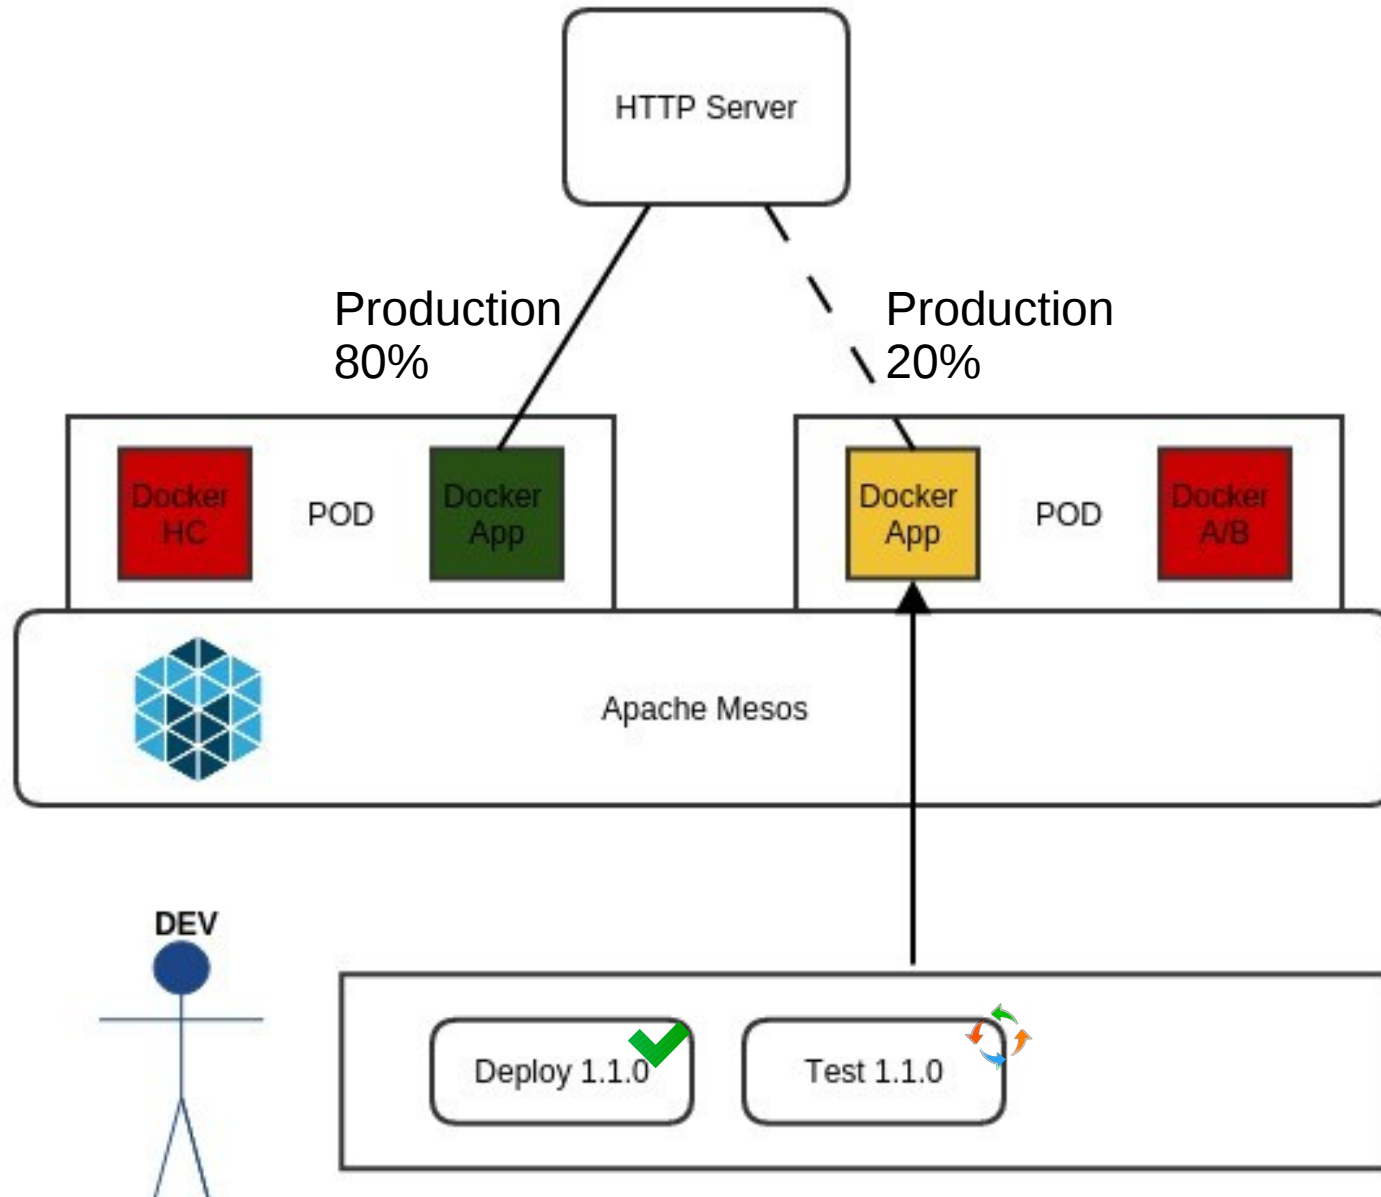 HTTP Server
Production
80%
Production
20%
Docker
HC
POD
Docker
App
Docker
App
POD
Docker
A/B
Apache Mesos
DEV
Deploy 1.1.0
Test 1.1.0